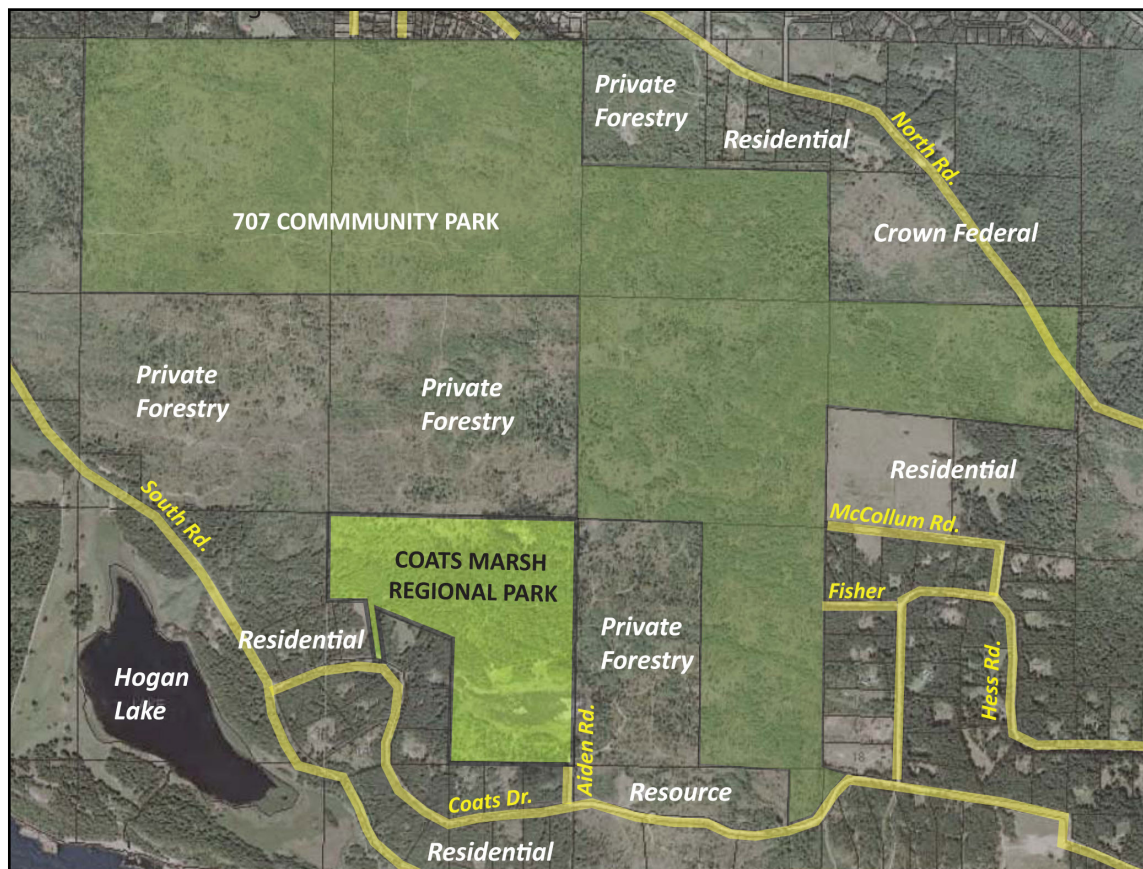 Private
Forestry
Residential
North Rd.
707 COMMMUNITY PARK
Crown Federal
Private
Forestry
Private
Forestry
Residential
South Rd.
McCollum Rd.
COATS MARSH
REGIONAL PARK
Fisher
Residential
Private
Forestry
Hogan
Lake
Hess Rd.
Aiden Rd.
18
Resource
Coats Dr.
Residential